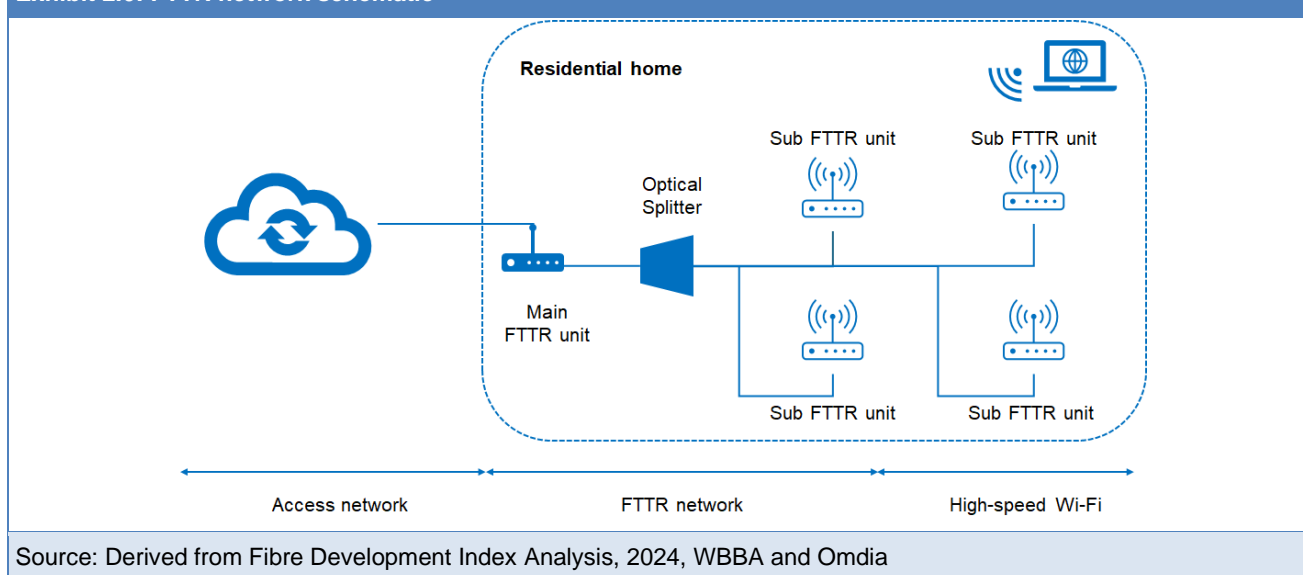 Residential home
Sub FTTR unit
Sub FTTR unit
Optical
Splitter
Main
FTTR unit
Sub FTTR unit
Sub FTTR unit
Access network
FTTR network
High-speed Wi-Fi
Source: Derived from Fibre Development Index Analysis, 2024, WBBA and Omdia